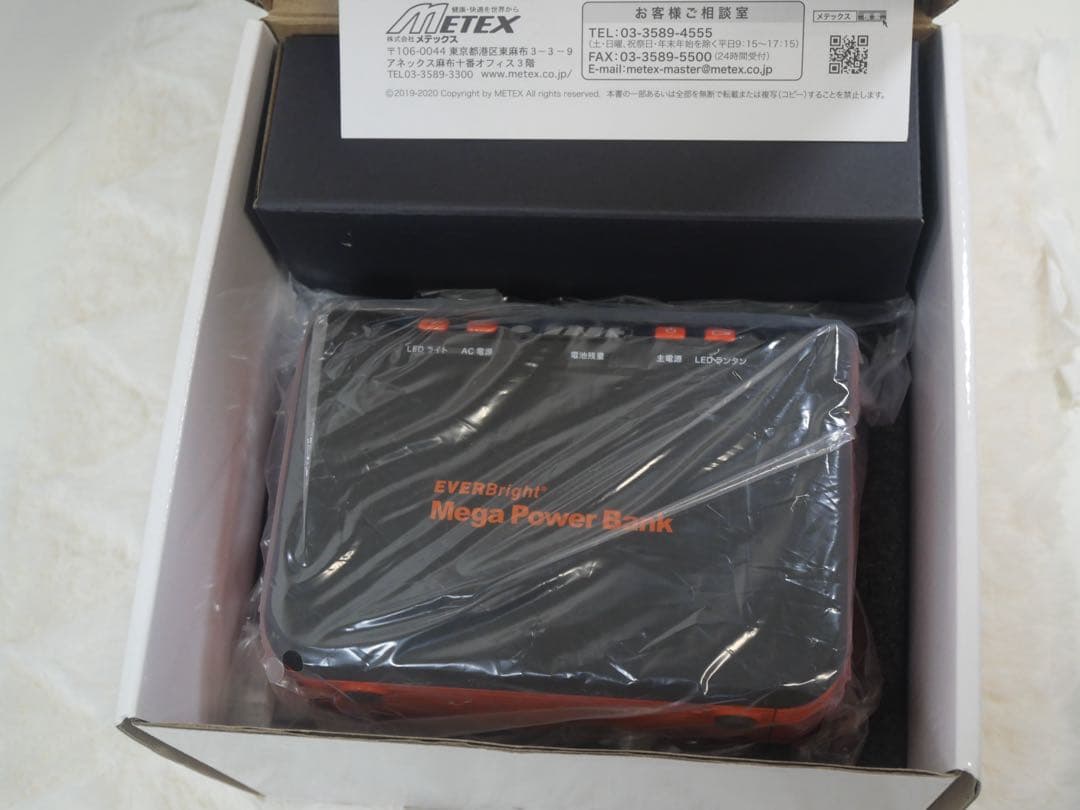 健康・快適を世界から
METEX
株式会社 メテックス
〒106-0044 東京都港区東麻布3-3-9
アネックス麻布十番オフィス3階
TEL03-3589-3300 www.metex.co.jp/
お客様ご相談室
TEL:03-3589-4555
(土・日曜、祝祭日・年末年始を除く平日9:15~17:15)
FAX:03-3589-5500(24時間受付)
E-mail:metex-master@metex.co.jp
メテックス
©2019-2020 Copyright by METEX All rights reserved. 本書の一部あるいは全部を無断で転載または複写(コピー)することを禁止します。
LED ライト AC電源 電池残量 主電源 LEDランタン
EVERBright®
Mega Power Bank